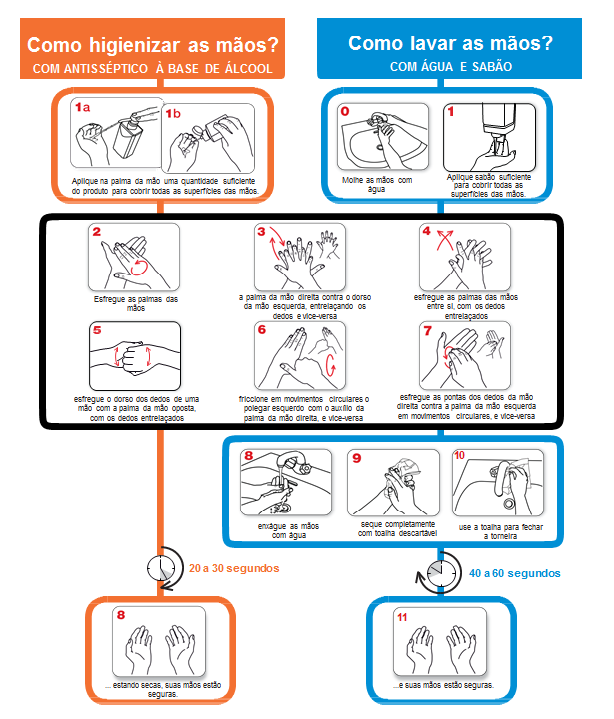 Como higienizar as mãos?
COM ANTISSÉPTICO À BASE DE ÁLCOOL
1a
1b
Aplique na palma da mão uma quantidade suficiente
do produto para cobrir todas as superfícies das mãos.
Como lavar as mãos?
COM ÁGUA E SABÃO
0
Molhe as mãos com
água
1
Aplique sabão suficiente
para cobrir todas as
superfícies das mãos.
2
Esfregue as palmas das
mãos
3
a palma da mão direita contra o dorso
da mão esquerda, entrelaçando os
dedos e vice-versa
4
esfregue as palmas das mãos
entre si, com os dedos
entrelaçados
5
esfregue o dorso dos dedos de uma
mão com a palma da mão oposta,
com os dedos entrelaçados
6
friccione em movimentos circulares o
polegar esquerdo com o auxílio da
palma da mão direita, e vice-versa
7
esfregue as pontas dos dedos da mão
direita contra a palma da mão esquerda
em movimentos circulares, e vice-versa
8
enxágue as mãos
com água
9
seque completamente
com toalha descartável
10
use a toalha para fechar
a torneira
20 a 30 segundos
40 a 60 segundos
8
... estando secas, suas mãos estão
seguras.
11
...e suas mãos estão seguras.